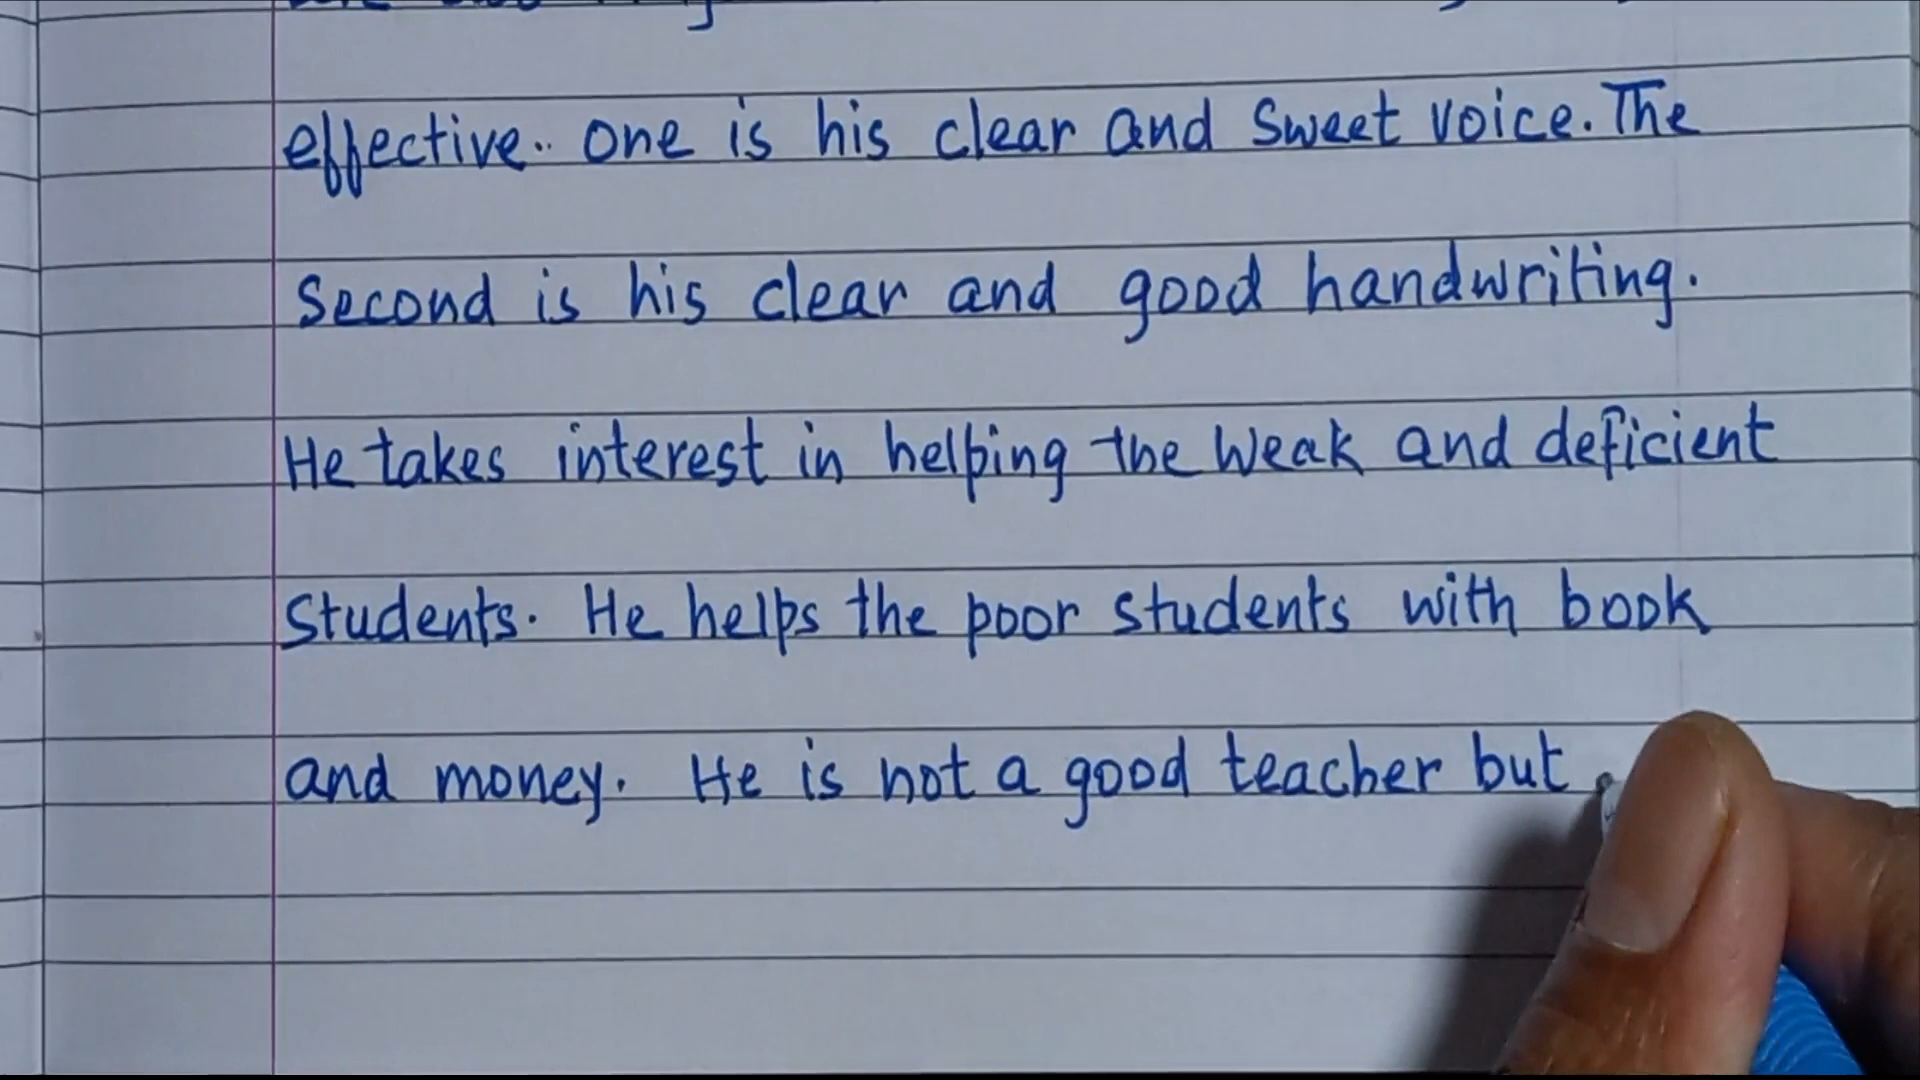 effective.. one is his clear and sweet voice. The
Second is his clear and good handwriting.
He takes interest in helping the weak and deficient
students. He helps the poor students with book
and money. He is not a good teacher but